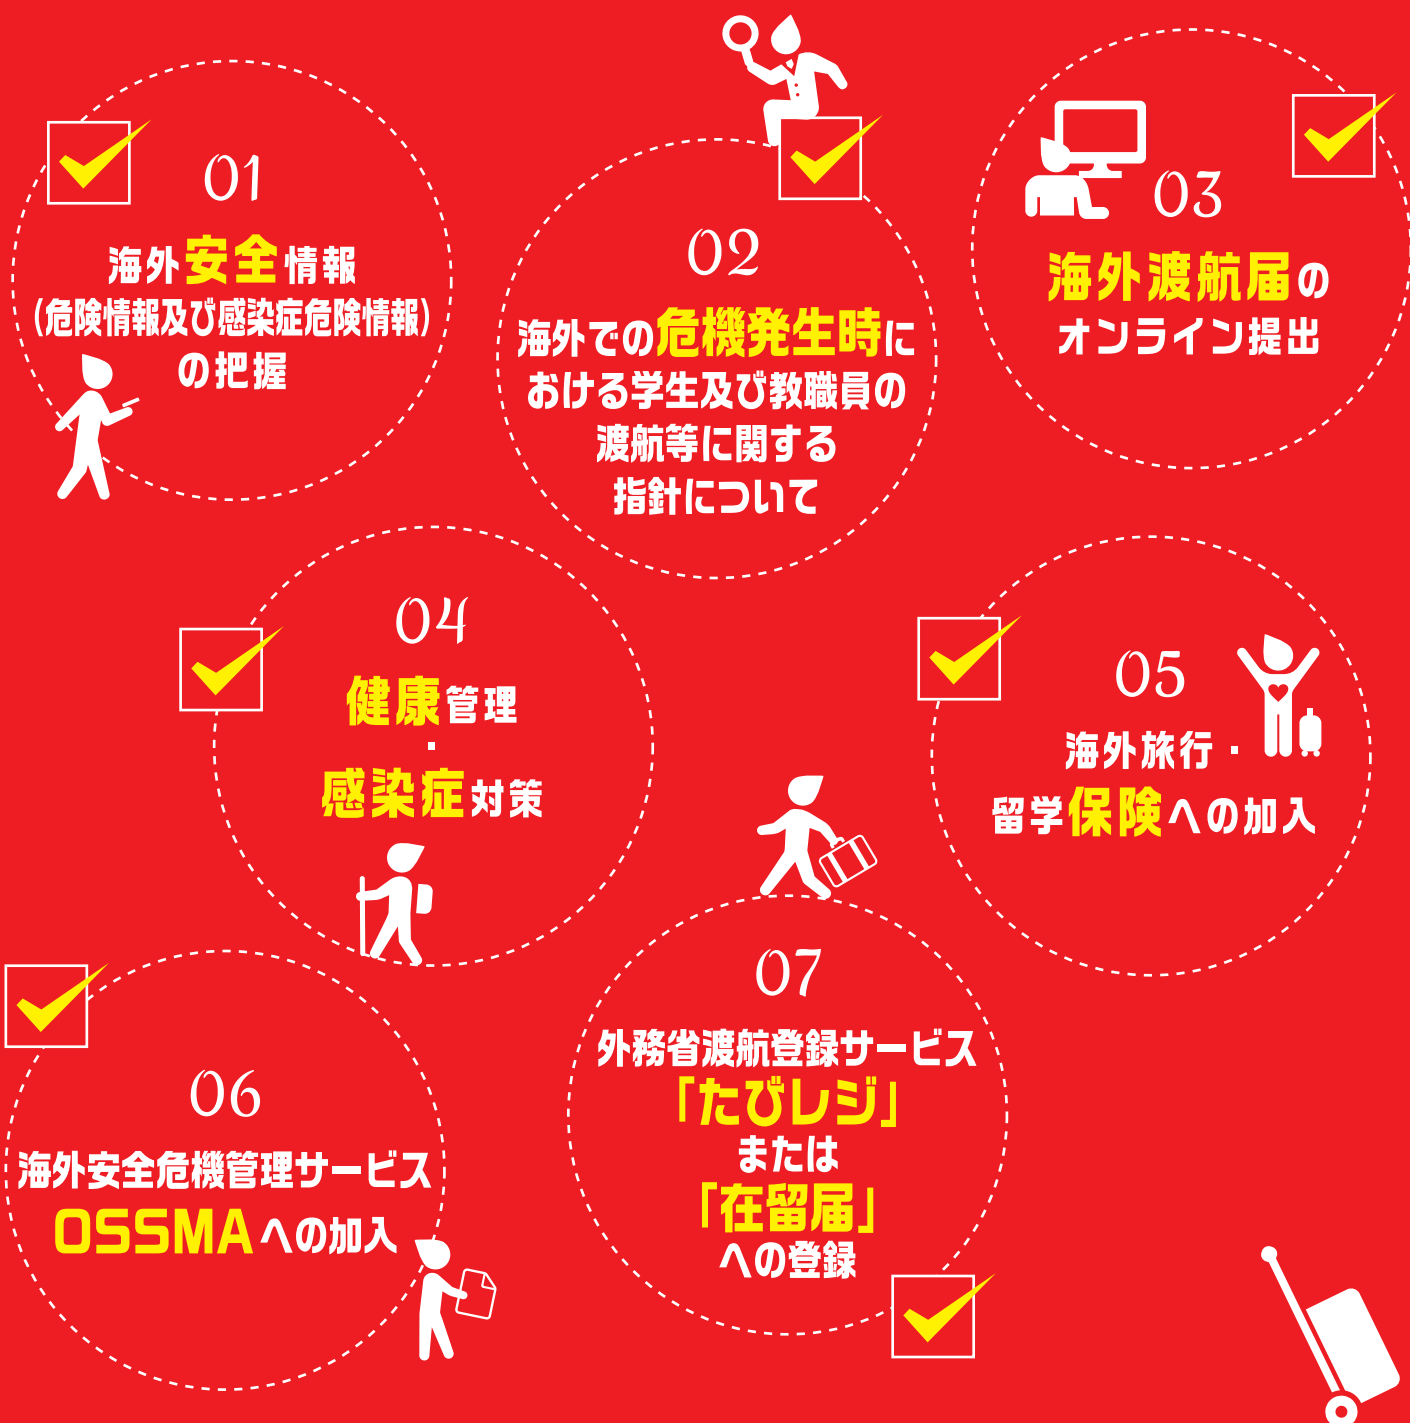 01
海外安全情報
(危険情報及び感染症危険情報)
の把握
02
海外での危機発生時に
おける学生及び教職員の
渡航等に関する
指針について
03
海外渡航届の
オンライン提出
04
健康管理
・
感染症対策
05
海外旅行・
留学保険への加入
06
海外安全危機管理サービス
OSSMAへの加入
07
外務省渡航登録サービス
「たびレジ」
または
「在留届」
への登録